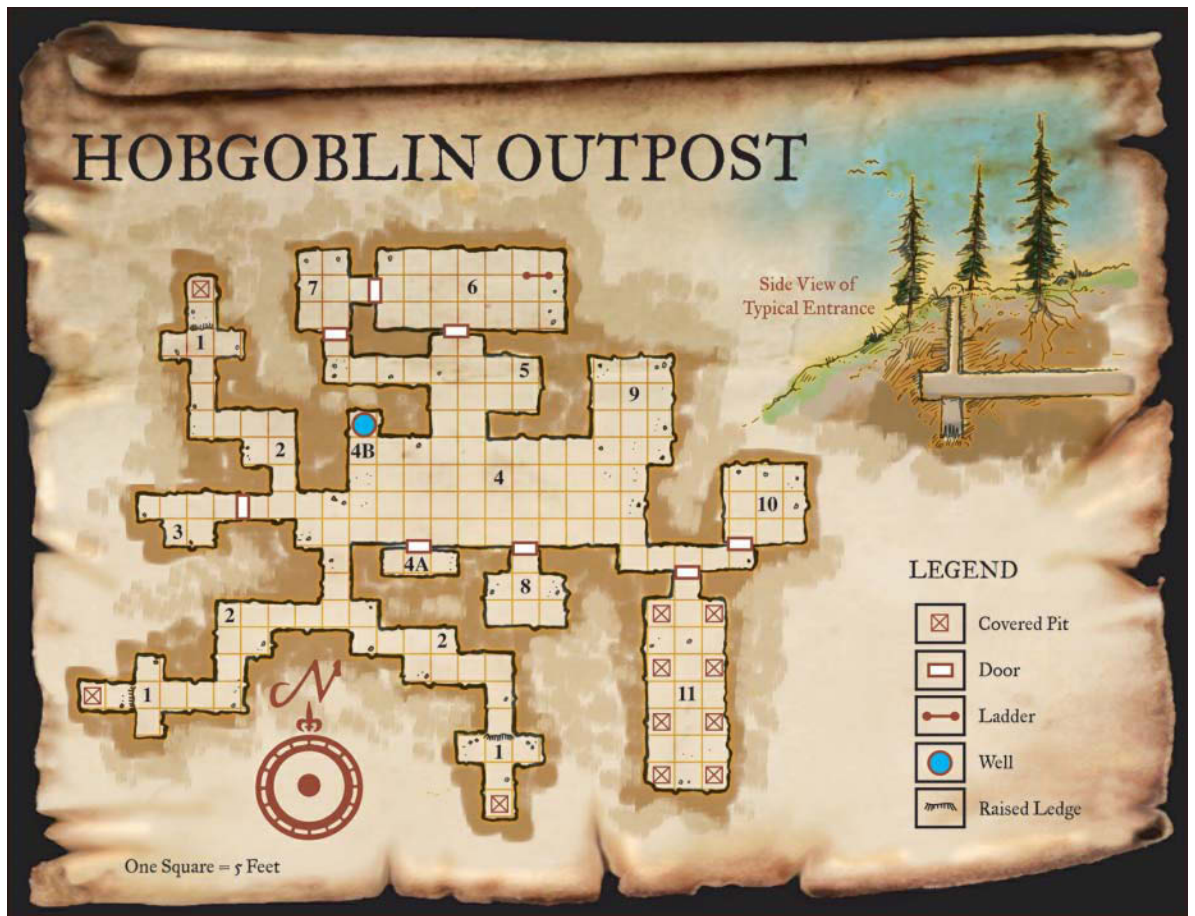 HOBGOBLIN OUTPOST
Side View of
Typical Entrance
7
6
1
5
9
2
4B
4
10
3
4A
8
2
2
1
11
1
N
LEGEND
Covered Pit
Door
Ladder
Well
Raised Ledge
One Square = 5 Feet